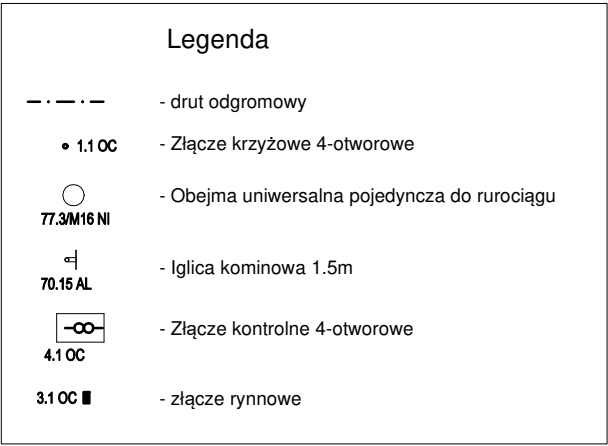 Legenda
- drut odgromowy
1.1 OC - Złącze krzyżowe 4-otworowe
- Obejma uniwersalna pojedyncza do rurociągu
77.3/M16 NI
- Iglica kominowa 1.5m
70.15 AL
- Złącze kontrolne 4-otworowe
4.1 OC
3.1 OC - złącze rynnowe